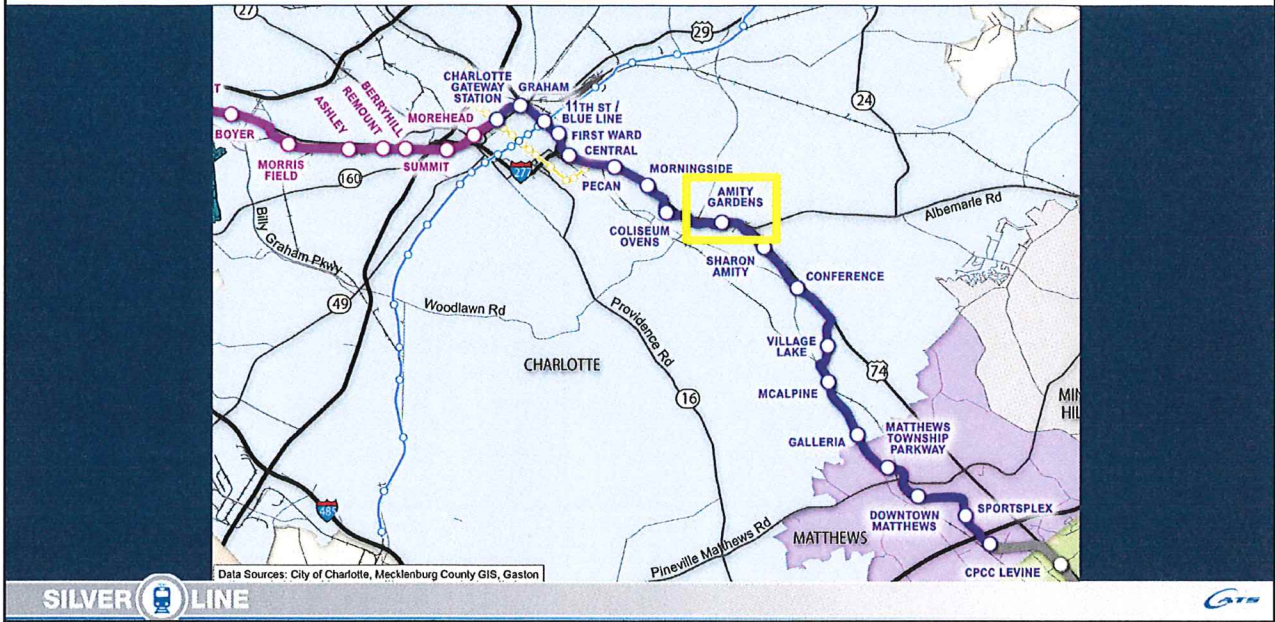 27
29
CHARLOTTE
GATEWAY
STATION
GRAHAM
24
T
BERRYHILL
REMOUNT
ASHLEY
11TH ST /
BLUE LINE
MOREHEAD
BOYER
FIRST WARD
CENTRAL
MORRIS
FIELD
SUMMIT
277
MORNINGSIDE
160
PECAN
AMITY
GARDENS
Albemarle Rd
Billy Graham Pkwy
COLISEUM
OVENS
SHARON
AMITY
CONFERENCE
49
Woodlawn Rd
Providence Rd
VILLAGE
LAKE
CHARLOTTE
74
16
MCALPINE
MIN
HIL
GALLERIA
MATTHEWS
TOWNSHIP
PARKWAY
485
DOWNTOWN
MATTHEWS
SPORTSPLEX
Pineville Matthews Rd
MATTHEWS
CPCC LEVINE
Data Sources: City of Charlotte, Mecklenburg County GIS, Gaston
SILVER LINE
CATS